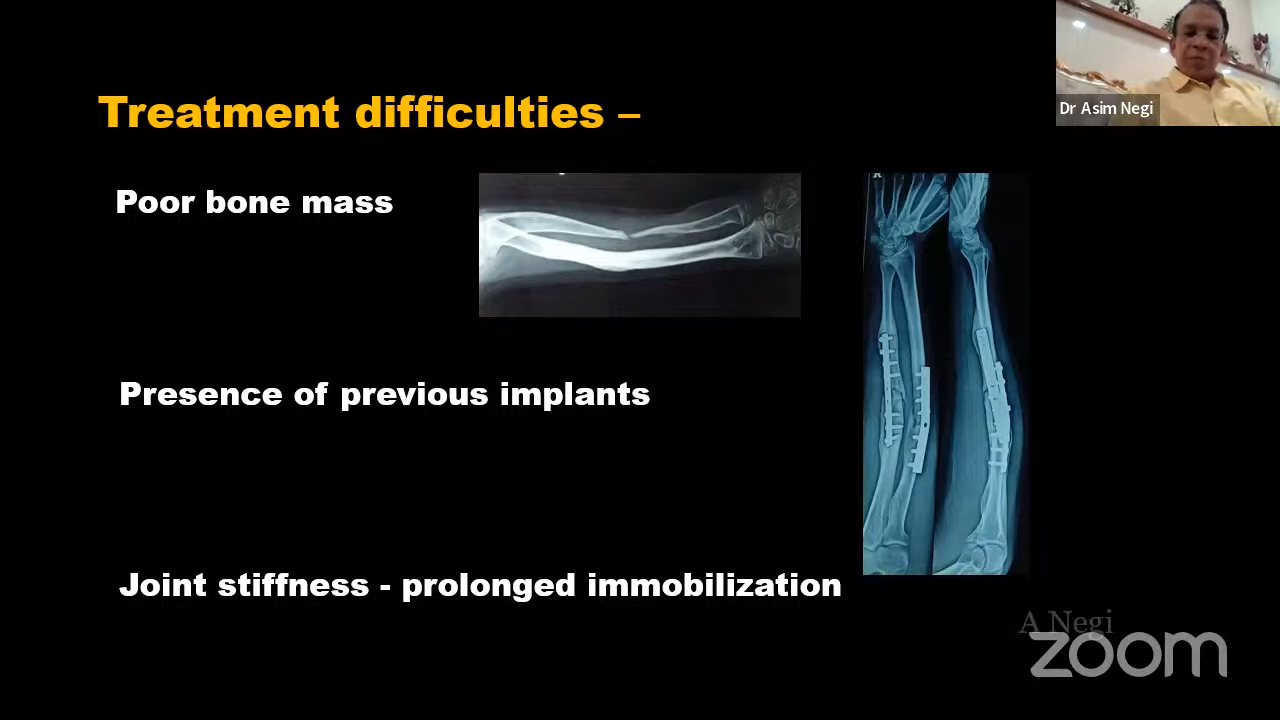 Dr Asim Negi
Treatment difficulties –
Poor bone mass
Presence of previous implants
Joint stiffness - prolonged immobilization
A Negi
zoom